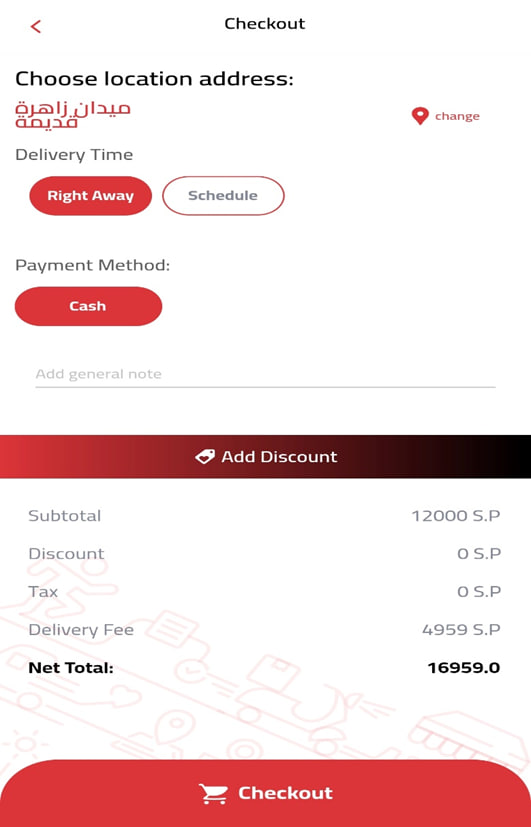 Checkout
Choose location address:
ميدان زاهرة
قديمة
change
Delivery Time
Right Away
Schedule
Payment Method:
Cash
Add general note
Add Discount
Subtotal 12000 S.P
Discount 0 S.P
Tax 0 S.P
Delivery Fee 4959 S.P
Net Total: 16959.0
Checkout